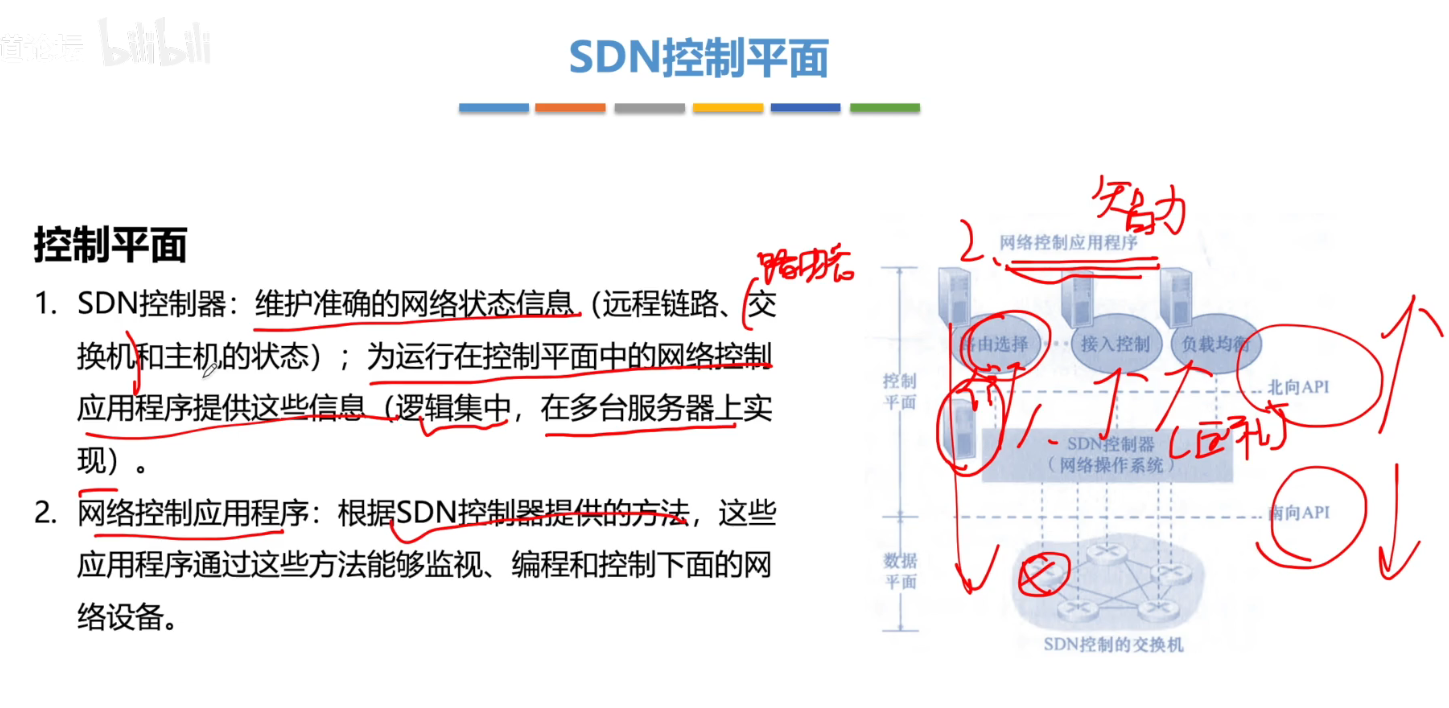 bilibili
SDN控制平面
控制平面
1. SDN控制器：维护准确的网络状态信息（远程链路、交
换机和主机的状态）；为运行在控制平面中的网络控制
应用程序提供这些信息（逻辑集中，在多台服务器上实
现）。
2. 网络控制应用程序：根据SDN控制器提供的方法，这些
应用程序通过这些方法能够监视、编程和控制下面的网
络设备。
路由器
智力
2、
网络控制应用程序
路由选择
接入控制
负载均衡
控制
平面
北向API
1、
SDN控制器
（网络操作系统）
南向API
数据
平面
SDN控制的交换机